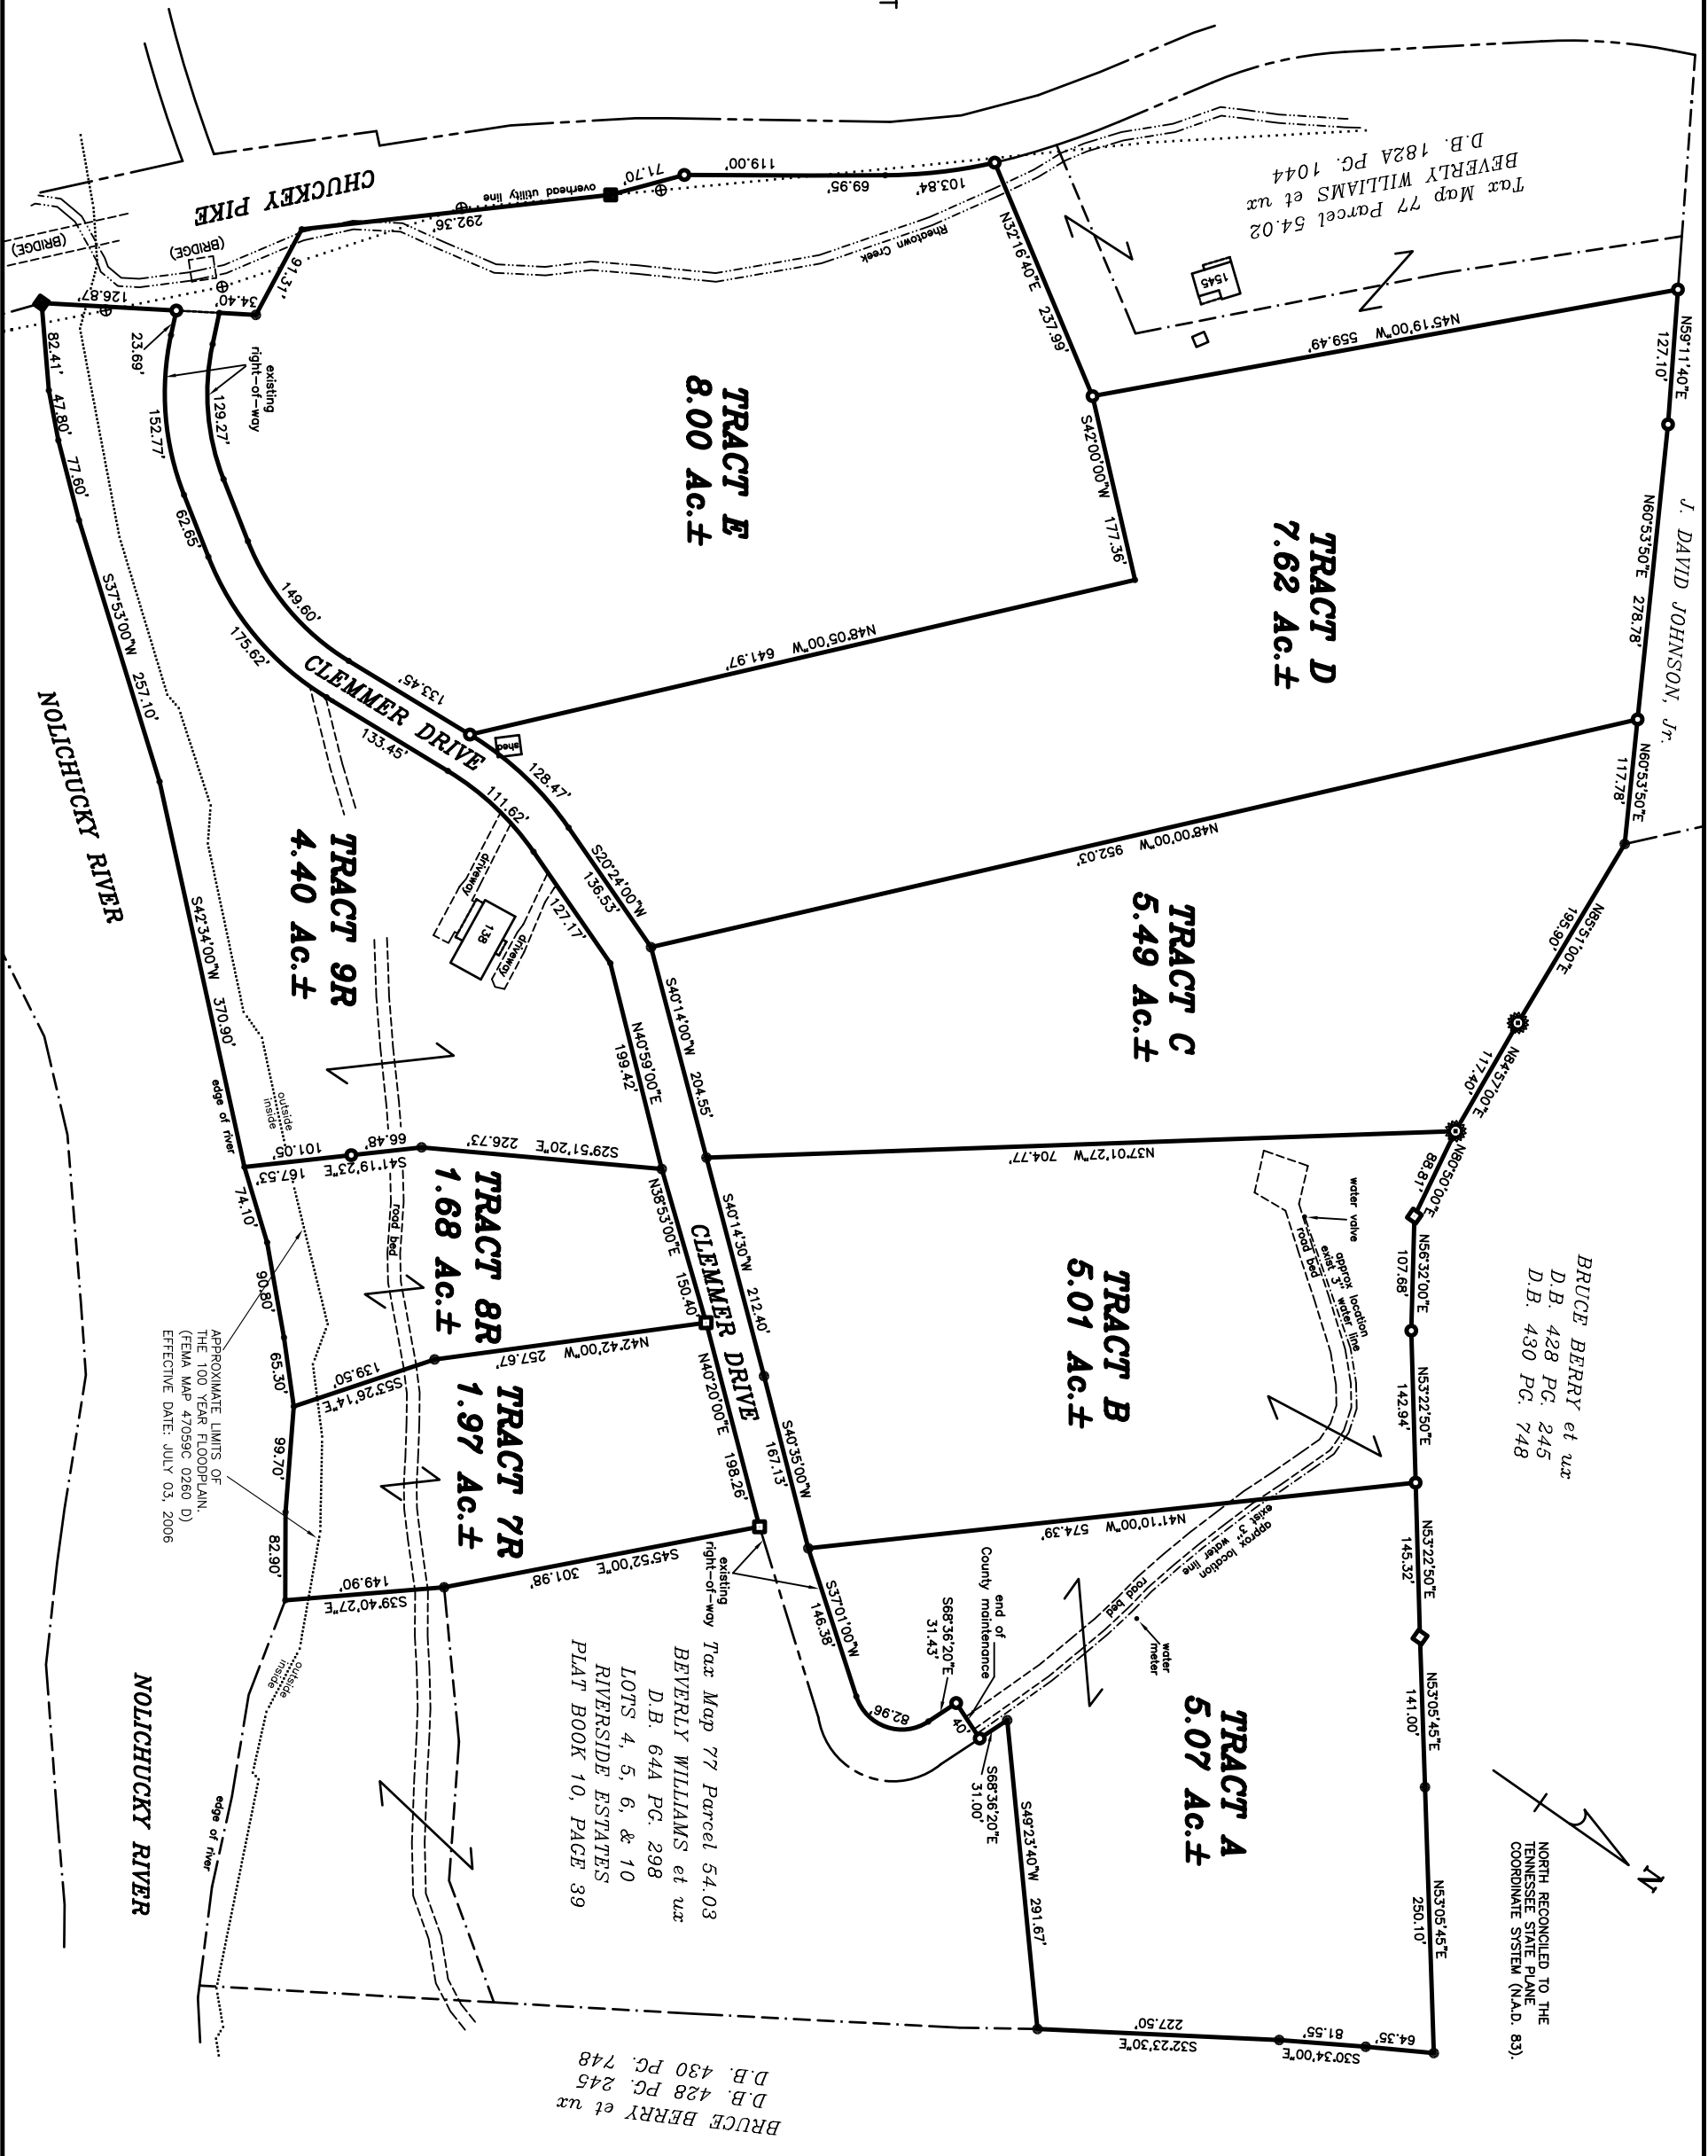 T
D.B. 182A PG. 1044
BEVERLY WILLIAMS et ux
Tax Map 77 Parcel 54.02
1545
N59°11'40"E
127.10'
J. DAVID JOHNSON, Jr.
N60°53'50"E 278.78'
N60°53'50"E
117.78'
N85°51'00"E
195.90'
N84°57'00"E
117.40'
N80°50'00"E
88.81'
N56°32'00"E
107.68'
N53°22'50"E
142.94'
N53°22'50"E
145.32'
N53°05'45"E
141.00'
N53°05'45"E
250.10'
BRUCE BERRY et ux
D.B. 428 PG. 245
D.B. 430 PG. 748
N
NORTH RECONCILED TO THE
TENNESSEE STATE PLANE
COORDINATE SYSTEM (N.A.D. 83).
N45°19'00"W 559.49'
N32°16'40"E 237.99'
S42°00'00"W 177.36'
TRACT D
7.62 Ac.±
N48°00'00"W 952.03'
TRACT C
5.49 Ac.±
N37°01'27"W 704.77'
TRACT B
5.01 Ac.±
water valve
approx location
exist 3" water line
road bed
N41°10'10"W 574.39'
approx location
exist 3" water line
road bed
water
meter
TRACT A
5.07 Ac.±
S49°23'40"W 291.67'
S30°34'00"E
64.35'
81.55'
S32°23'30"E
227.50'
BRUCE BERRY et ux
D.B. 428 PG. 245
D.B. 430 PG. 748
TRACT E
8.00 Ac.±
N48°05'00"W 641.97'
Rheatown Creek
103.84'
69.95'
119.00'
71.70'
overhead utility line
292.36'
CHUCKEY PIKE
(BRIDGE)
(BRIDGE)
91.31'
34.40'
126.87'
23.69'
existing
right-of-way
129.27'
152.77'
62.65'
149.60'
175.62'
133.45'
133.45'
CLEMMER DRIVE
shed
128.47'
111.62'
S20°24'00"W
136.53'
127.17'
driveway
driveway
138
S40°14'00"W 204.55'
N40°59'00"E
199.42'
S40°14'30"W 212.40'
N38°53'00"E 150.40'
CLEMMER DRIVE
N40°20'00"E 198.26'
S40°35'00"W
167.13'
S37°01'00"W
146.38'
82.96'
S68°36'20"E
31.43'
40'
S68°36'20"E
31.00'
end of
County maintenance
existing
right-of-way
Tax Map 77 Parcel 54.03
BEVERLY WILLIAMS et ux
D.B. 64A PG. 298
LOTS 4, 5, 6, & 10
RIVERSIDE ESTATES
PLAT BOOK 10, PAGE 39
TRACT 9R
4.40 Ac.±
S29°51'20"E 226.73'
S41°19'23"E
66.48'
101.05'
167.53'
TRACT 8R
1.68 Ac.±
road bed
N42°42'00"W 257.67'
S53°26'14"E
139.50'
TRACT 7R
1.97 Ac.±
S45°52'00"E 301.98'
S39°40'27"E
149.90'
82.41'
47.80'
77.60'
S37°53'00"W 257.10'
S42°34'00"W 370.90'
edge of river
outside
inside
74.10'
90.80'
65.30'
99.70'
82.90'
APPROXIMATE LIMITS OF
THE 100 YEAR FLOODPLAIN.
(FEMA MAP 47059C 0260 D)
EFFECTIVE DATE: JULY 03, 2006
outside
inside
edge of river
NOLICHUCKY RIVER
NOLICHUCKY RIVER